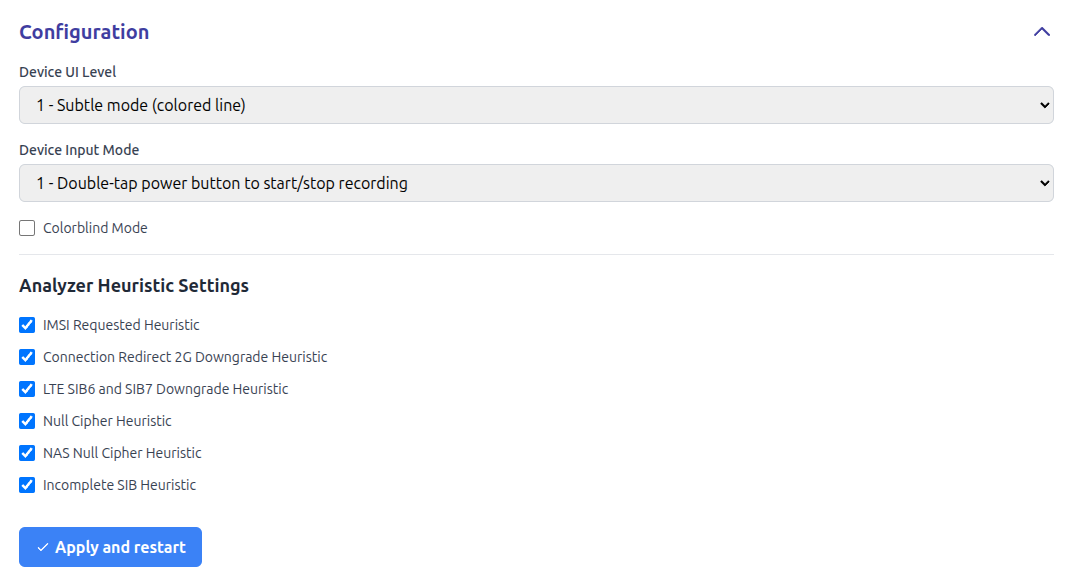 Configuration
Device UI Level
1 - Subtle mode (colored line)
Device Input Mode
1 - Double-tap power button to start/stop recording
Colorblind Mode
Analyzer Heuristic Settings
IMSI Requested Heuristic
Connection Redirect 2G Downgrade Heuristic
LTE SIB6 and SIB7 Downgrade Heuristic
Null Cipher Heuristic
NAS Null Cipher Heuristic
Incomplete SIB Heuristic
Apply and restart